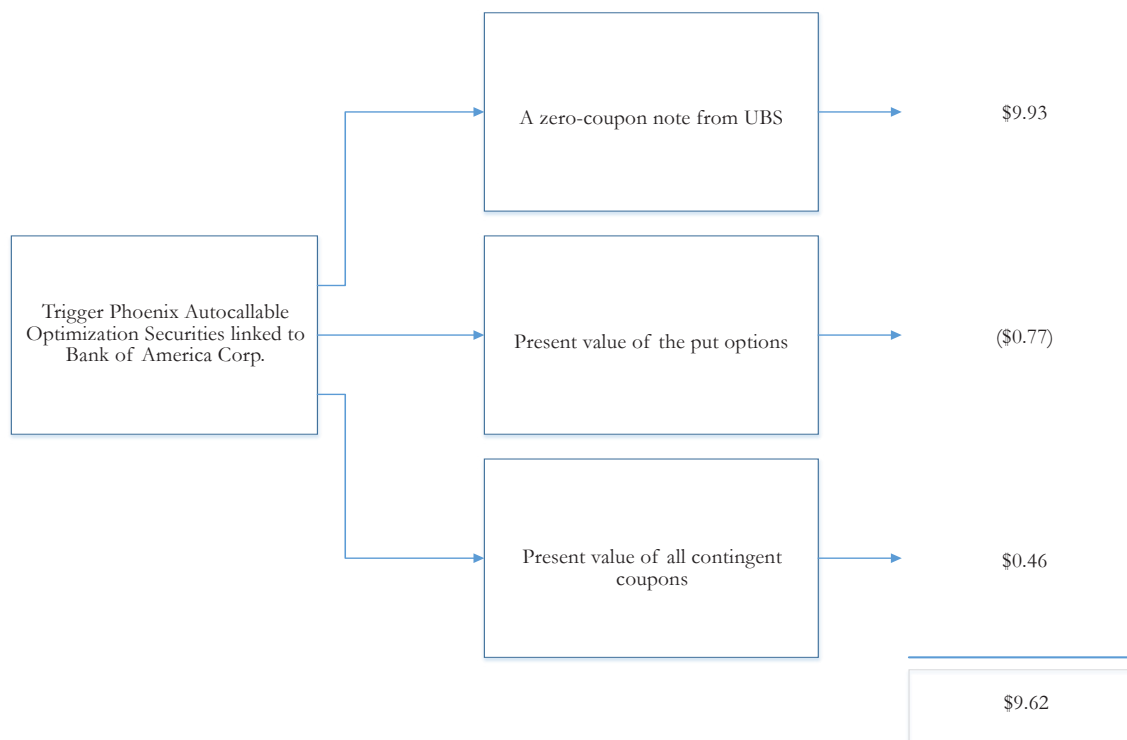 A zero-coupon note from UBS
$9.93
Trigger Phoenix Autocallable
Optimization Securities linked to
Bank of America Corp.
Present value of the put options
($0.77)
Present value of all contingent
coupons
$0.46
$9.62